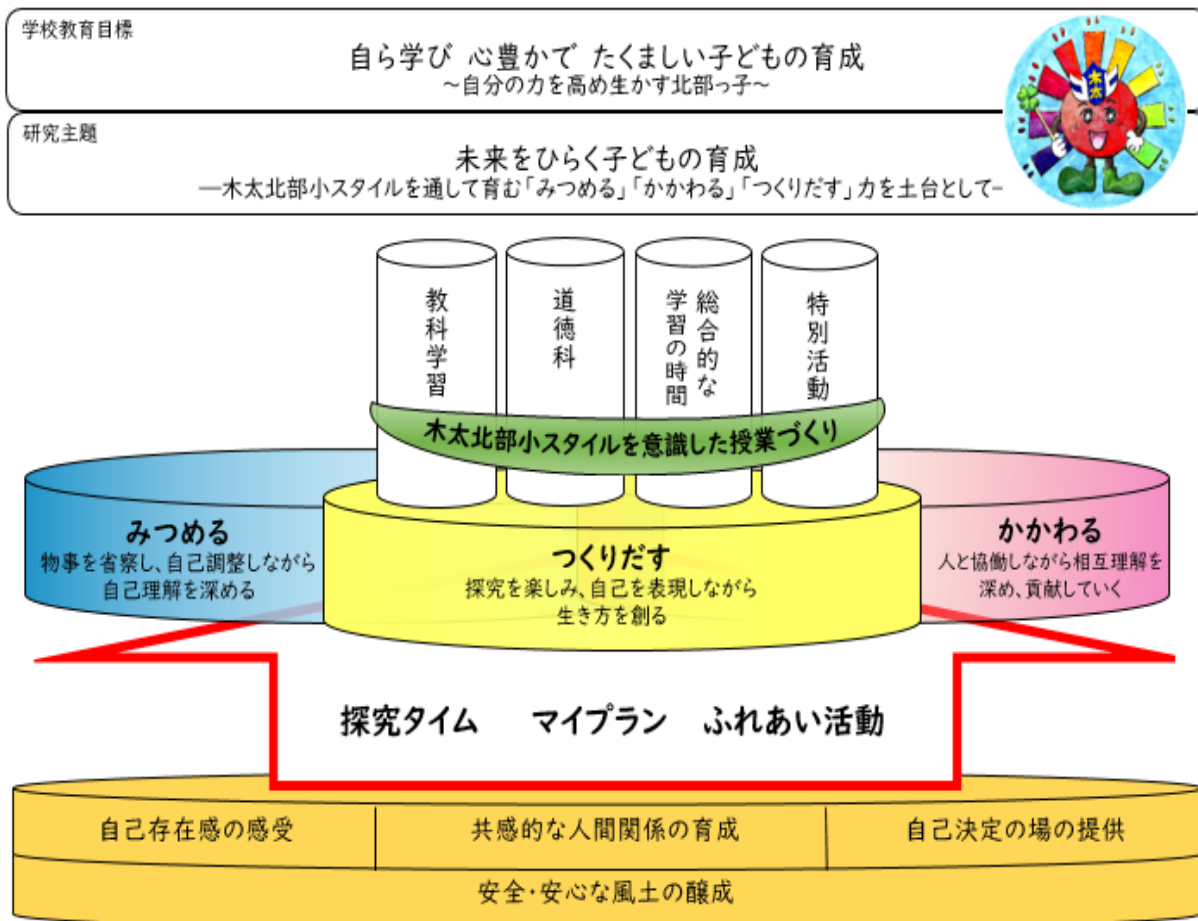 学校教育目標
自ら学び 心豊かで たくましい子どもの育成
～自分の力を高め生かす北部っ子～
木太
研究主題
未来をひらく子どもの育成
―木太北部小スタイルを通して育む「みつめる」「かかわる」「つくりだす」力を土台として−
教科学習
道徳科
総合的な
学習の時間
特別活動
木太北部小スタイルを意識した授業づくり
みつめる
物事を省察し、自己調整しながら
自己理解を深める
つくりだす
探究を楽しみ、自己を表現しながら
生き方を創る
かかわる
人と協働しながら相互理解を
深め、貢献していく
探究タイム マイプラン ふれあい活動
自己存在感の感受 共感的な人間関係の育成 自己決定の場の提供
安全・安心な風土の醸成